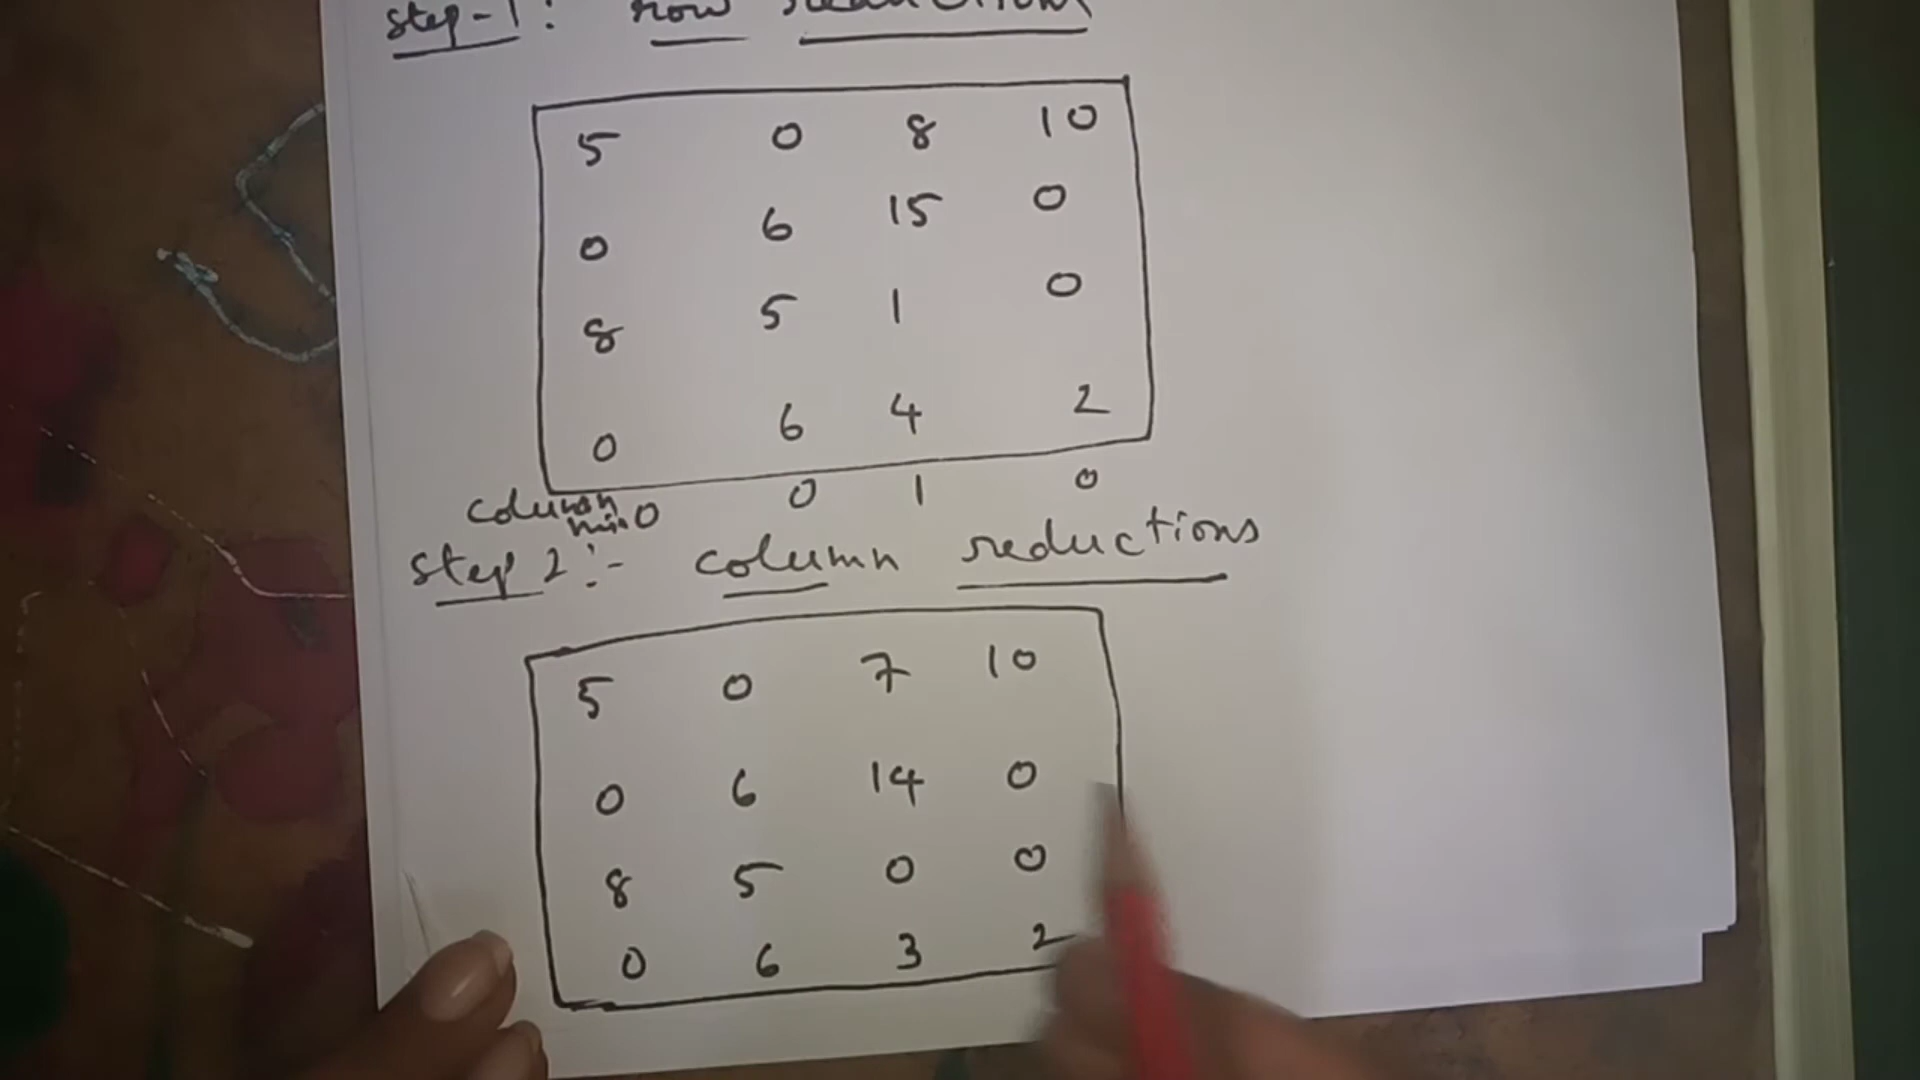 step-1: row reductions
5 0 8 10
0 6 15 0
8 5 1 0
0 6 4 2
column min 0 0 1 0
step 2:- column reductions
5 0 7 10
0 6 14 0
8 5 0 0
0 6 3 2